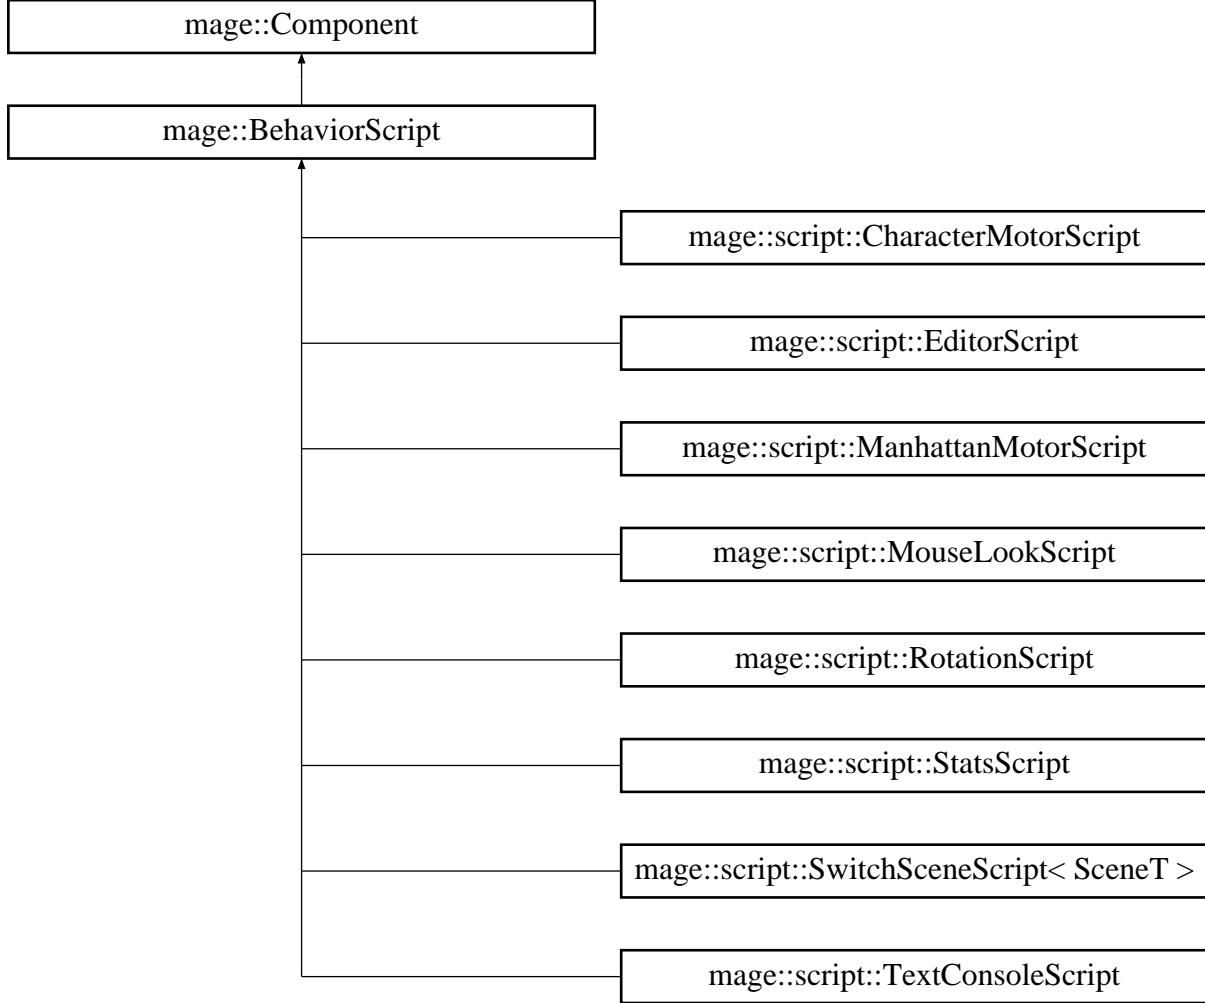 mage::Component
mage::BehaviorScript
mage::script::CharacterMotorScript
mage::script::EditorScript
mage::script::ManhattanMotorScript
mage::script::MouseLookScript
mage::script::RotationScript
mage::script::StatsScript
mage::script::SwitchSceneScript< SceneT >
mage::script::TextConsoleScript